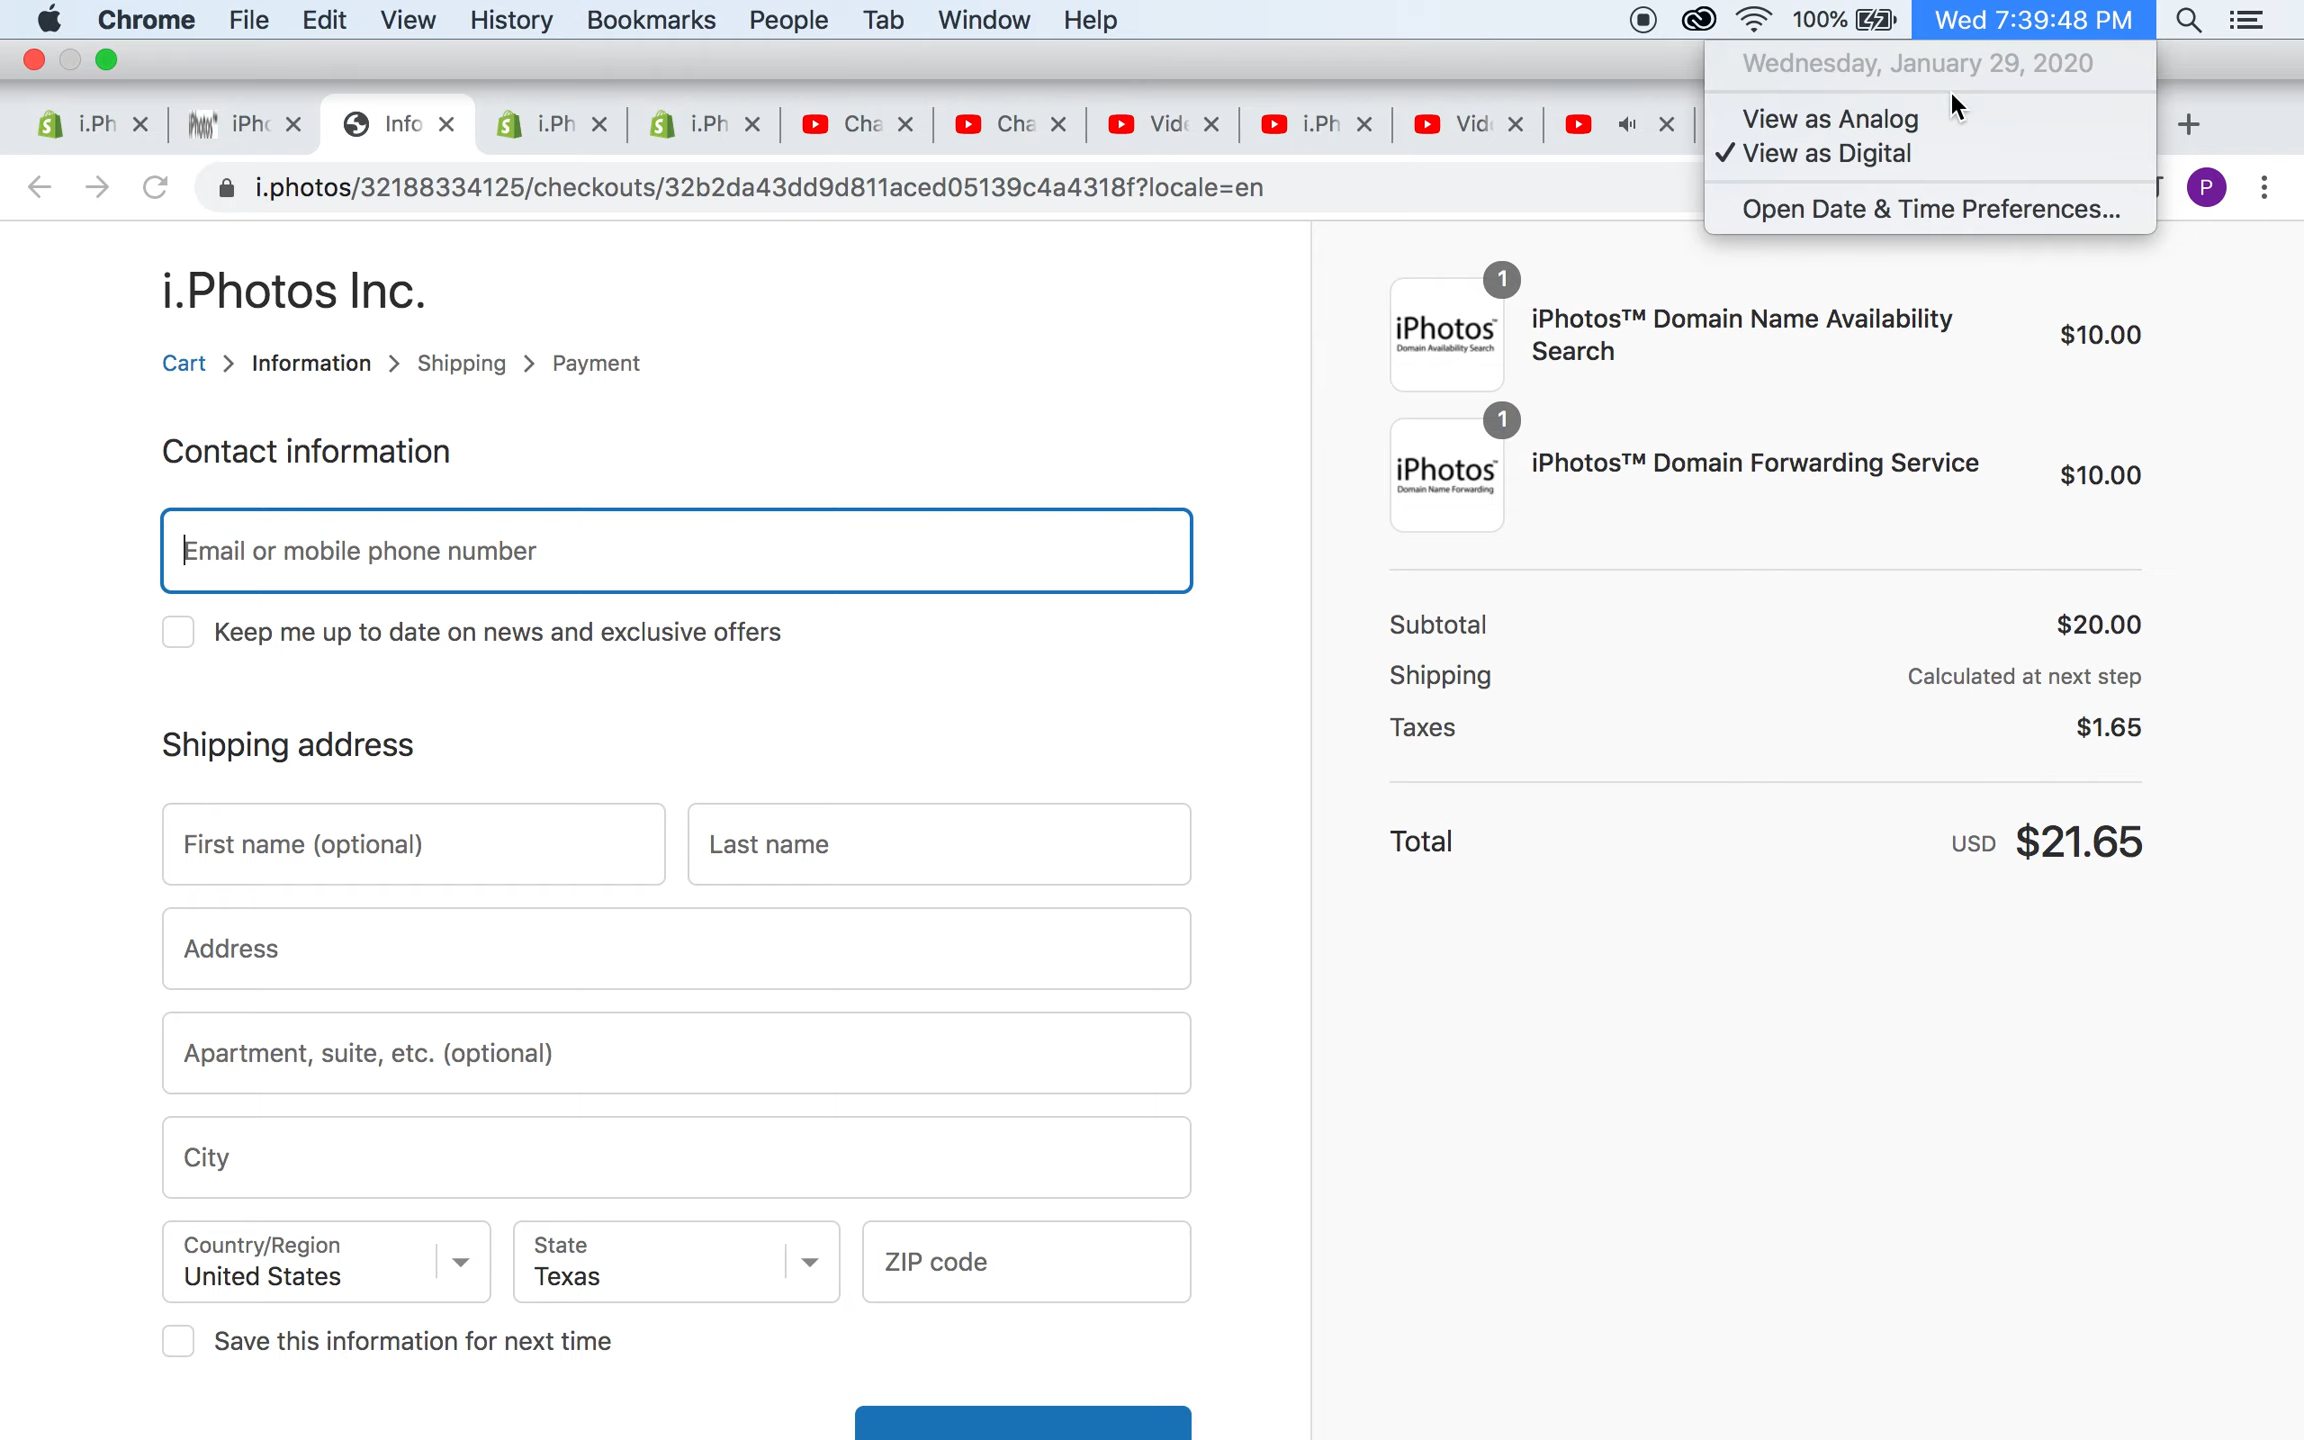 Chrome File Edit View History Bookmarks People Tab Window Help 100% Wed 7:39:48 PM
Wednesday, January 29, 2020
View as Analog
✓ View as Digital
Open Date & Time Preferences...
i.Ph iPho Info i.Ph i.Ph Cha Cha Vid i.Ph Vid
i.photos/32188334125/checkouts/32b2da43dd9d811aced05139c4a4318f?locale=en P
i.Photos Inc.
Cart > Information > Shipping > Payment
Contact information
Email or mobile phone number
Keep me up to date on news and exclusive offers
Shipping address
First name (optional) Last name
Address
Apartment, suite, etc. (optional)
City
Country/Region State
United States Texas ZIP code
Save this information for next time
1
iPhotos™
Domain Availability Search
iPhotos™ Domain Name Availability
Search
$10.00
1
iPhotos™
Domain Name Forwarding
iPhotos™ Domain Forwarding Service
$10.00
Subtotal $20.00
Shipping Calculated at next step
Taxes $1.65
Total USD $21.65